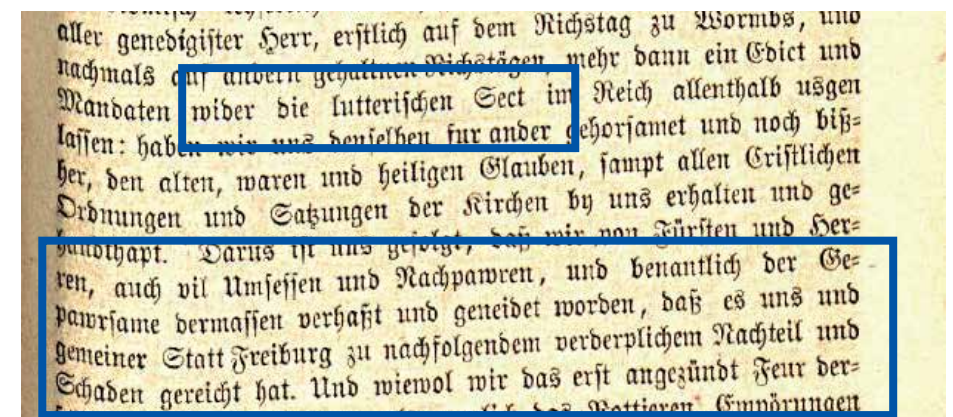 aller genedigister Herr, erstlich auf dem Richstag zu Wormbs, und
nachmals auf andern gehaltnen Richstägen, mehr dann ein Edict und
Mandaten wider die lutterischen Sect im Reich allenthalb usgen
lassen: haben wir uns denselben fur ander gehorsamet und noch biß-
her, den alten, waren und heiligen Glauben, sampt allen Cristlichen
Ordnungen und Satzungen der Kirchen by uns erhalten und ge-
handthapt. Darus ist uns gefolgt, daß wir von Fürsten und Her-
ren, auch vil Umsessen und Nachpawren, und benantlich der Ge-
pawrsame dermassen verhaßt und geneidet worden, daß es uns und
gemeiner Statt Freiburg zu nachfolgendem verderplichem Nachteil und
Schaden gereicht hat. Und wiewol wir das erst angezündt Feur der-
das Rottieren, Empörungen